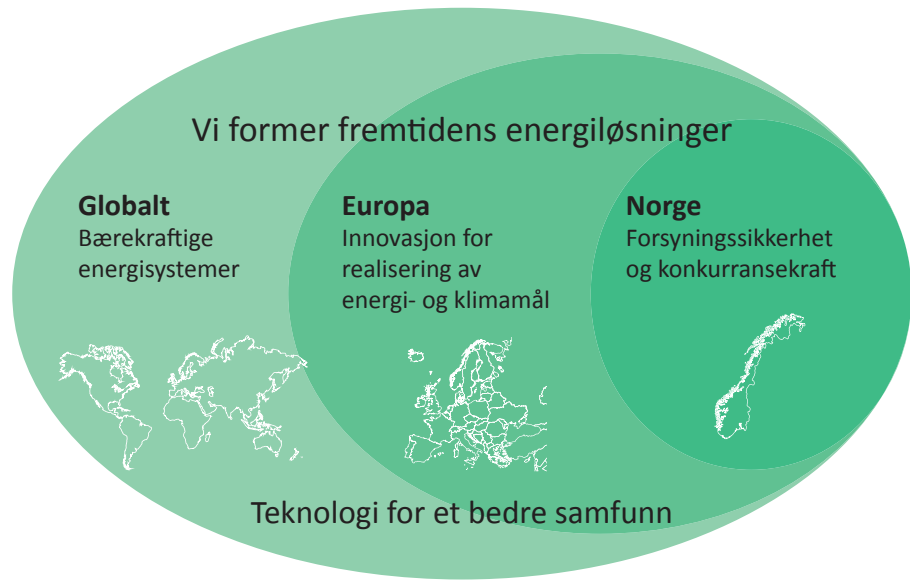 Vi former fremtidens energiløsninger
Globalt
Bærekraftige
energisystemer
Europa
Innovasjon for
realisering av
energi- og klimamål
Norge
Forsyningssikkerhet
og konkurransekraft
Teknologi for et bedre samfunn